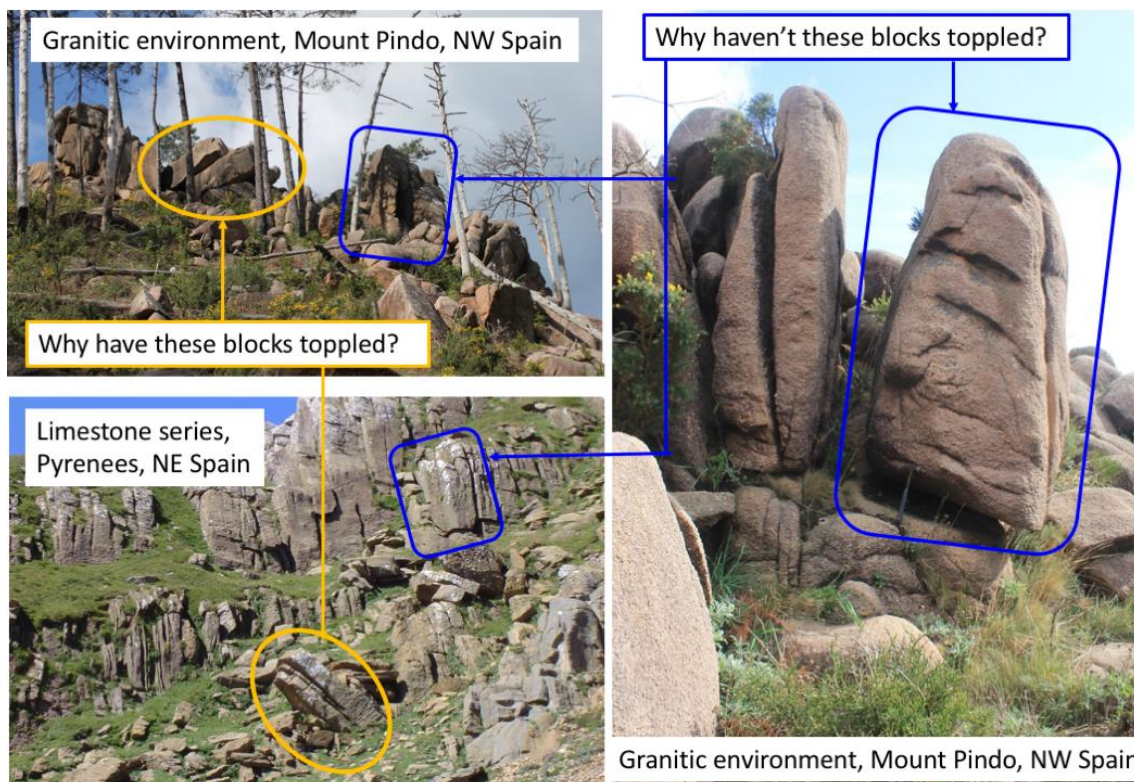 Granitic environment, Mount Pindo, NW Spain
Why haven't these blocks toppled?
Why have these blocks toppled?
Limestone series,
Pyrenees, NE Spain
Granitic environment, Mount Pindo, NW Spain